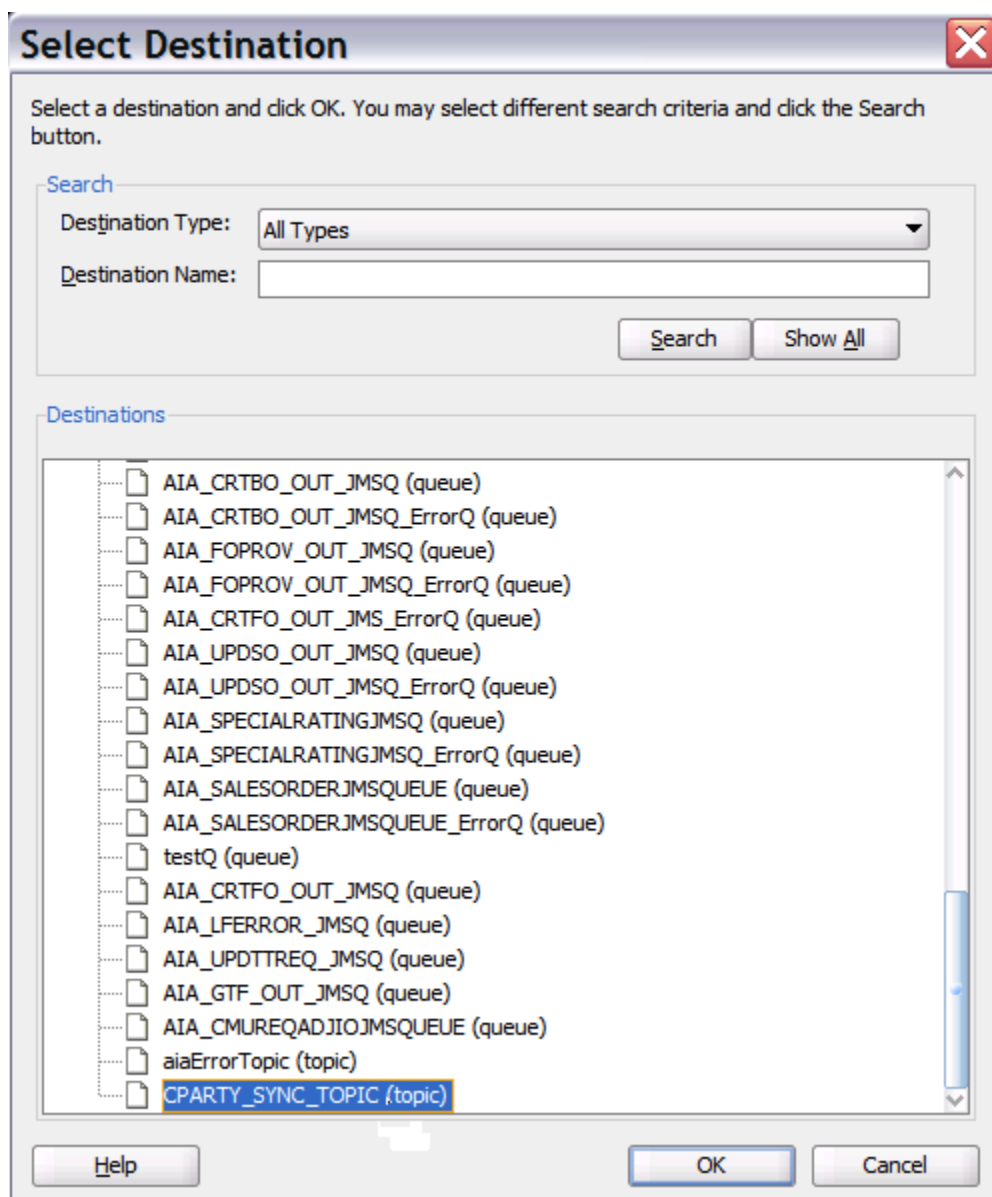 Select Destination
Select a destination and click OK. You may select different search criteria and click the Search
button.
Search
Destination Type:
All Types
Destination Name:
Search
Show All
Destinations
AIA_CRTBO_OUT_JMSQ (queue)
AIA_CRTBO_OUT_JMSQ_ErrorQ (queue)
AIA_FOPROV_OUT_JMSQ (queue)
AIA_FOPROV_OUT_JMSQ_ErrorQ (queue)
AIA_CRTFO_OUT_JMS_ErrorQ (queue)
AIA_UPDSO_OUT_JMSQ (queue)
AIA_UPDSO_OUT_JMSQ_ErrorQ (queue)
AIA_SPECIALRATINGJMSQ (queue)
AIA_SPECIALRATINGJMSQ_ErrorQ (queue)
AIA_SALESORDERJMSQUEUE (queue)
AIA_SALESORDERJMSQUEUE_ErrorQ (queue)
testQ (queue)
AIA_CRTFO_OUT_JMSQ (queue)
AIA_LFERROR_JMSQ (queue)
AIA_UPDTTREQ_JMSQ (queue)
AIA_GTF_OUT_JMSQ (queue)
AIA_CMUREQADJIOJMSQUEUE (queue)
aiaErrorTopic (topic)
CPARTY_SYNC_TOPIC (topic)
Help
OK
Cancel